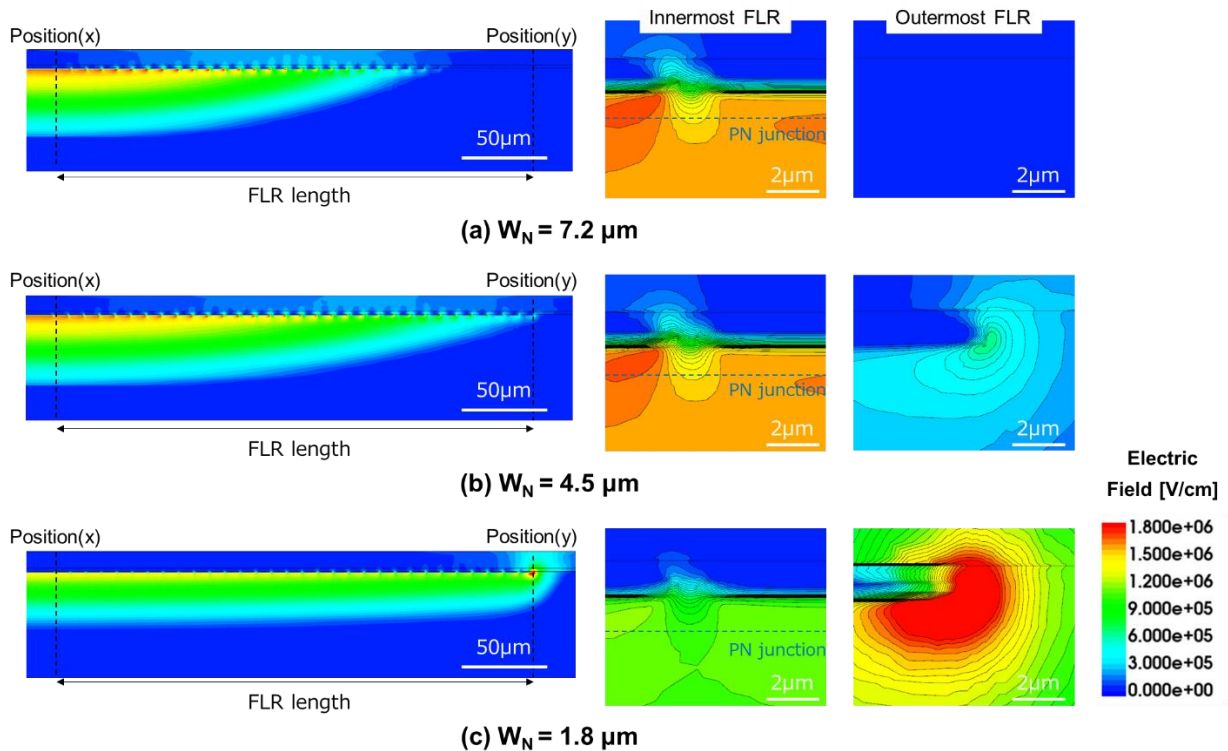 Innermost FLR
Outermost FLR
Position(x)
Position(y)
50µm
FLR length
PN junction
2µm
2µm
(a) W_N = 7.2 µm
Position(x)
Position(y)
50µm
FLR length
PN junction
2µm
2µm
(b) W_N = 4.5 µm
Position(x)
Position(y)
50µm
FLR length
PN junction
2µm
2µm
(c) W_N = 1.8 µm
Electric
Field [V/cm]
1.800e+06
1.500e+06
1.200e+06
9.000e+05
6.000e+05
3.000e+05
0.000e+00